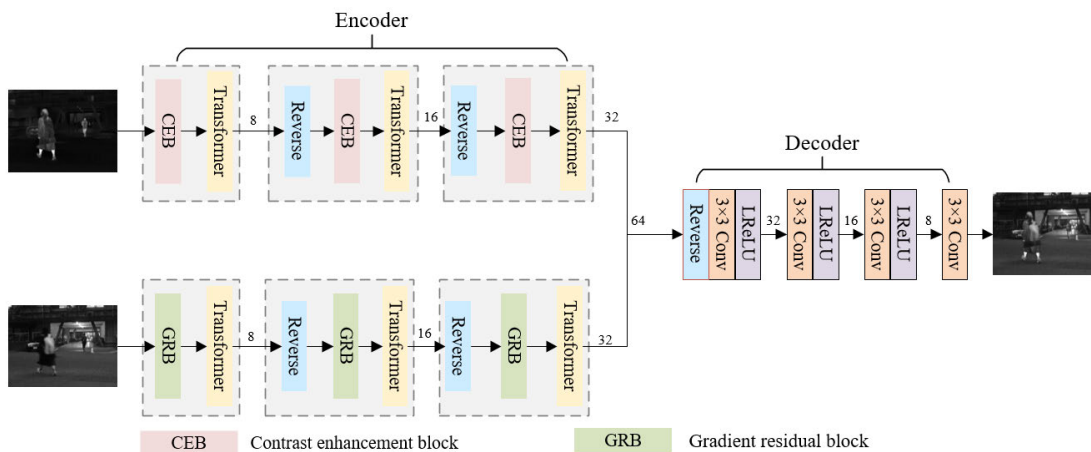 Encoder
CEB
Transformer
8
Reverse
CEB
Transformer
16
Reverse
CEB
Transformer
32
Decoder
64
Reverse
3×3 Conv
LReLU
32
3×3 Conv
LReLU
16
3×3 Conv
LReLU
8
3×3 Conv
GRB
Transformer
8
Reverse
GRB
Transformer
16
Reverse
GRB
Transformer
32
CEB Contrast enhancement block
GRB Gradient residual block